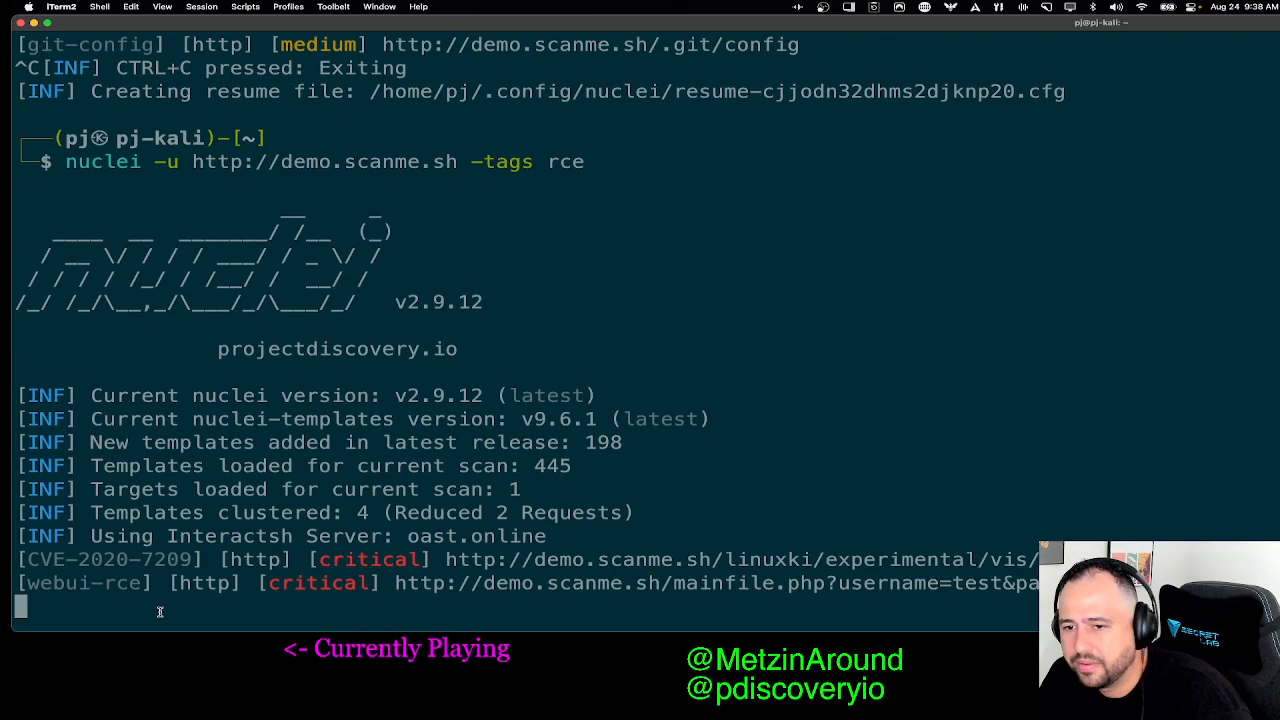 iTerm2 Shell Edit View Session Scripts Profiles Toolbelt Window Help Aug 24 9:38 AM
pj@pj-kali: ~
[git-config] [http] [medium] http://demo.scanme.sh/.git/config
^C[INF] CTRL+C pressed: Exiting
[INF] Creating resume file: /home/pj/.config/nuclei/resume-cjjodn32dhms2djknp20.cfg
(pj㉿pj-kali)-[~]
$ nuclei -u http://demo.scanme.sh -tags rce
nuclei v2.9.12
projectdiscovery.io
[INF] Current nuclei version: v2.9.12 (latest)
[INF] Current nuclei-templates version: v9.6.1 (latest)
[INF] New templates added in latest release: 198
[INF] Templates loaded for current scan: 445
[INF] Targets loaded for current scan: 1
[INF] Templates clustered: 4 (Reduced 2 Requests)
[INF] Using Interactsh Server: oast.online
[CVE-2020-7209] [http] [critical] http://demo.scanme.sh/linuxki/experimental/vis/
[webui-rce] [http] [critical] http://demo.scanme.sh/mainfile.php?username=test&pa
<- Currently Playing
@MetzinAround
@pdiscoveryio
SECRET LAB